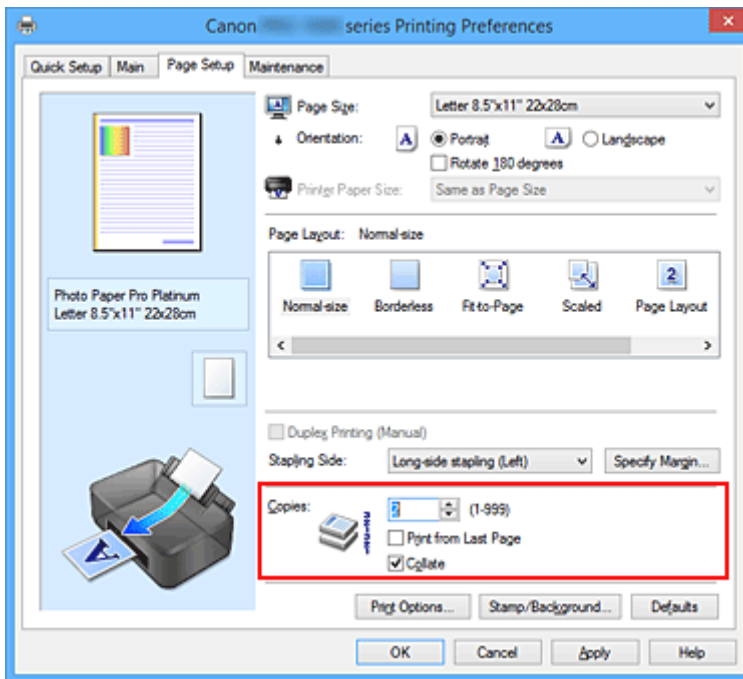 Canon series Printing Preferences
Quick Setup Main Page Setup Maintenance
Page Size: Letter 8.5"x11" 22x28cm
Orientation: A Portrait A Landscape
Rotate 180 degrees
Printer Paper Size: Same as Page Size
Page Layout: Normal-size
2
Normal-size Borderless Fit-to-Page Scaled Page Layout
Photo Paper Pro Platinum
Letter 8.5"x11" 22x28cm
Duplex Printing (Manual)
Stapling Side: Long-side stapling (Left) Specify Margin...
Copies: 2 (1-999)
Print from Last Page
Collate
A
Print Options... Stamp/Background... Defaults
OK Cancel Apply Help